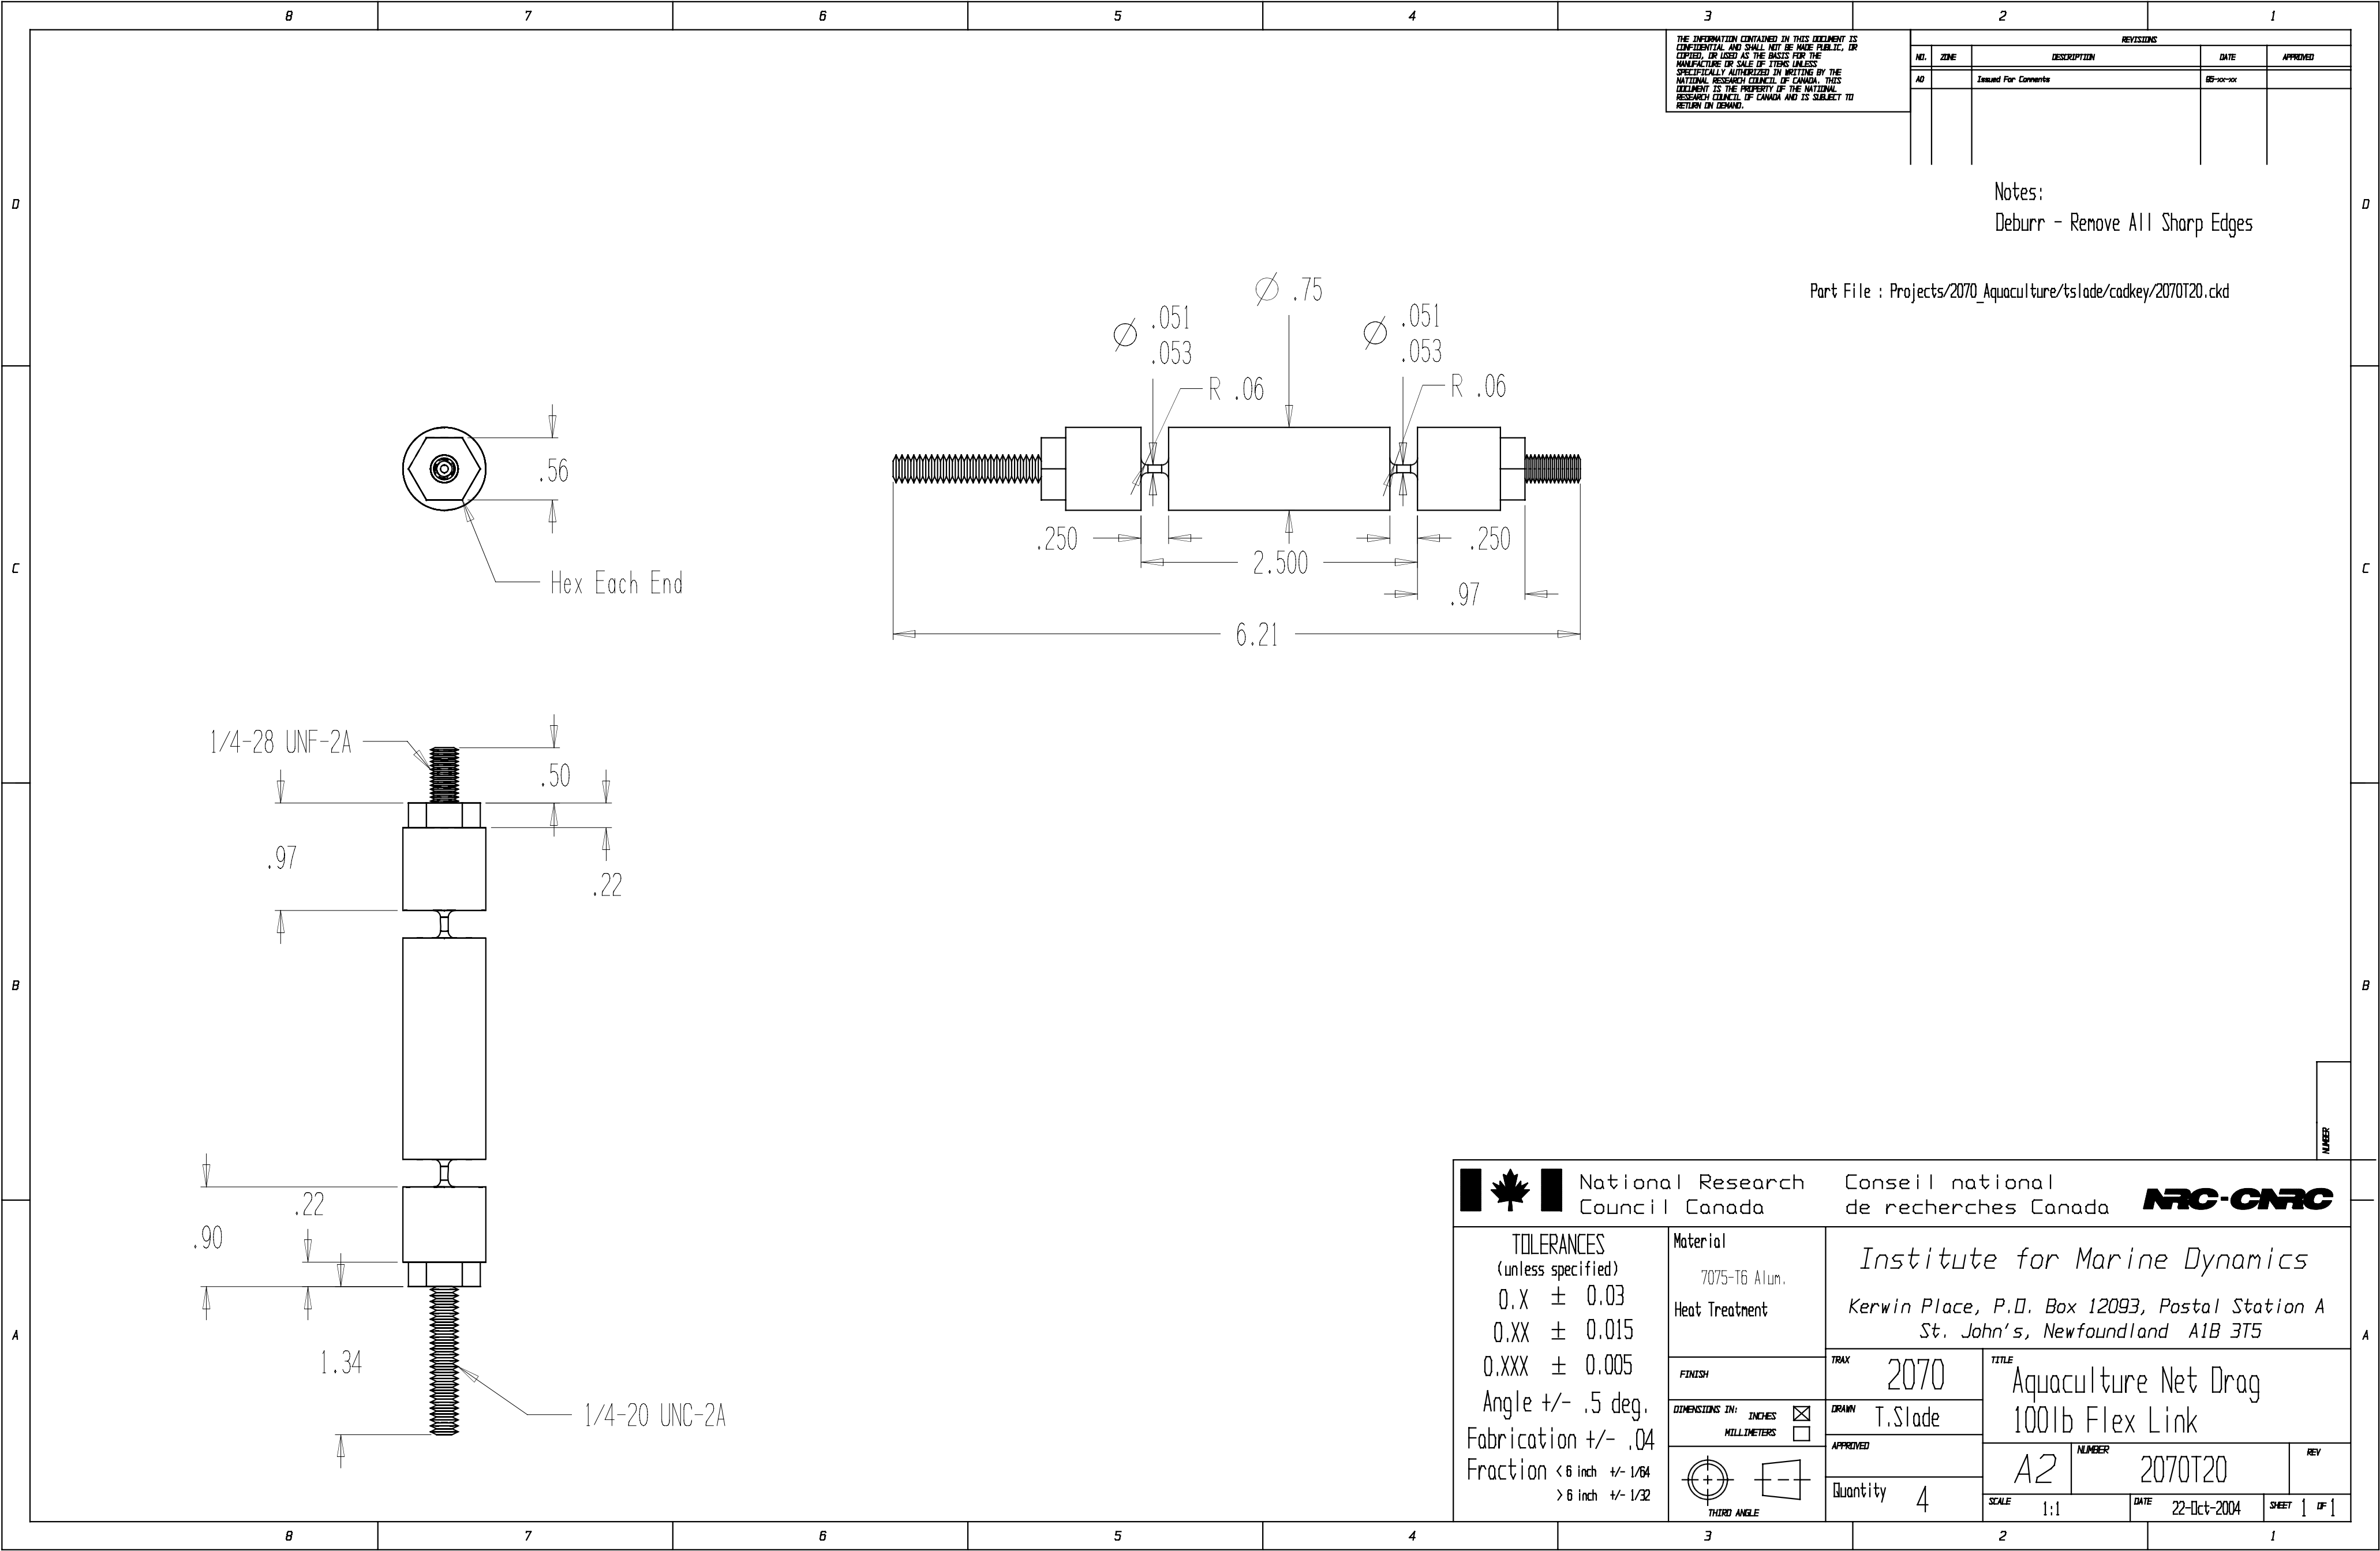 8 7 6 5 4 3 2 1
THE INFORMATION CONTAINED IN THIS DOCUMENT IS
CONFIDENTIAL AND SHALL NOT BE MADE PUBLIC, OR
COPIED, OR USED AS THE BASIS FOR THE
MANUFACTURE OR SALE OF ITEMS UNLESS
SPECIFICALLY AUTHORIZED IN WRITING BY THE
NATIONAL RESEARCH COUNCIL OF CANADA. THIS
DOCUMENT IS THE PROPERTY OF THE NATIONAL
RESEARCH COUNCIL OF CANADA AND IS SUBJECT TO
RETURN ON DEMAND.
REVISIONS
NO. ZONE DESCRIPTION DATE APPROVED
A0 Issued For Comments 95-xx-xx
D D
Notes:
Deburr - Remove All Sharp Edges
Part File : Projects/2070_Aquaculture/tslade/cadkey/2070T20.ckd
Ø .75
Ø .051
.053
Ø .051
.053
R .06
R .06
.56
Hex Each End
.250
2.500
.250
.97
6.21
C C
1/4-28 UNF-2A
.50
.97
.22
B B
.22
.90
1.34
1/4-20 UNC-2A
A A
NUMBER
National Research
Council Canada
Conseil national
de recherches Canada
NRC-CNRC
TOLERANCES
(unless specified)
0.X ± 0.03
0.XX ± 0.015
0.XXX ± 0.005
Angle +/- .5 deg.
Fabrication +/- .04
Fraction < 6 inch +/- 1/64
> 6 inch +/- 1/32
Material
7075-T6 Alum.
Heat Treatment
FINISH
DIMENSIONS IN: INCHES
MILLIMETERS
THIRD ANGLE
Institute for Marine Dynamics
Kerwin Place, P.O. Box 12093, Postal Station A
St. John's, Newfoundland A1B 3T5
TRAX 2070
DRAWN T.Slade
APPROVED
Quantity 4
TITLE
Aquaculture Net Drag
100lb Flex Link
A2
NUMBER 2070T20
REV
SCALE 1:1
DATE 22-Oct-2004
SHEET 1 OF 1
8 7 6 5 4 3 2 1